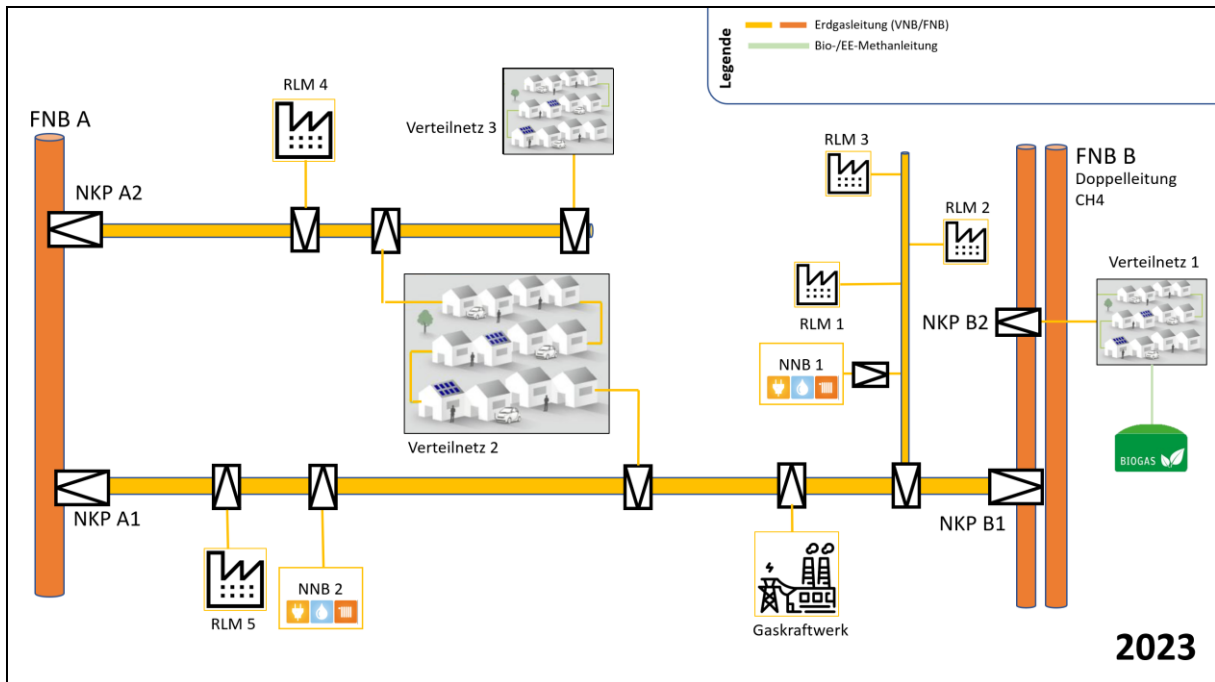 Legende
Erdgasleitung (VNB/FNB)
Bio-/EE-Methanleitung
RLM 4
Verteilnetz 3
FNB A
NKP A2
RLM 3
FNB B
Doppelleitung
CH4
RLM 2
Verteilnetz 1
RLM 1
NKP B2
NNB 1
Verteilnetz 2
BIOGAS
NKP A1
NKP B1
NNB 2
RLM 5
Gaskraftwerk
2023